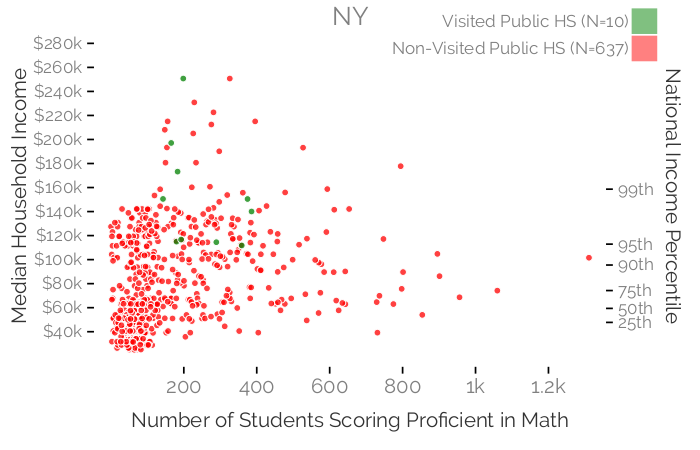 NY
Visited Public HS (N=10)
Non-Visited Public HS (N=637)
$280k
$260k
$240k
$220k
$200k
$180k
$160k
$140k
$120k
$100k
$80k
$60k
$40k
Median Household Income
National Income Percentile
99th
95th
90th
75th
50th
25th
200
400
600
800
1k
1.2k
Number of Students Scoring Proficient in Math